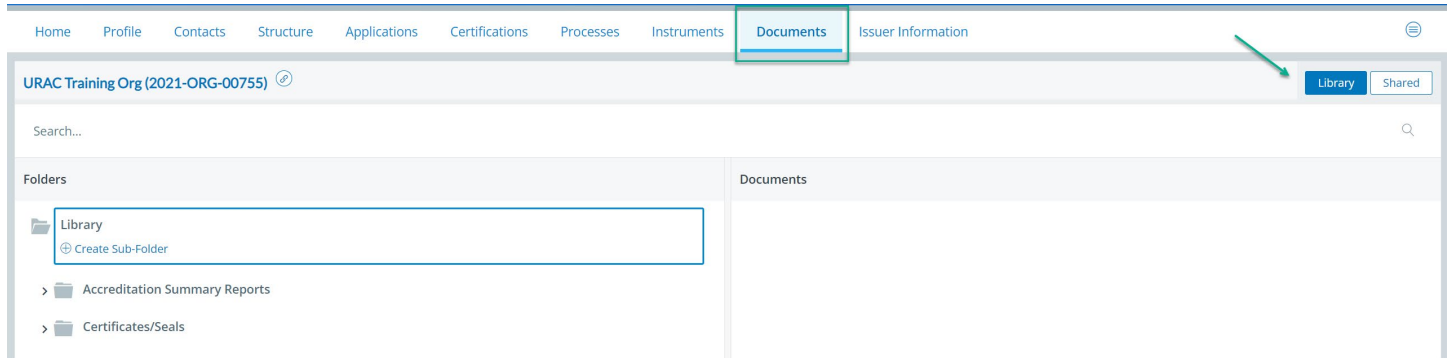 Home Profile Contacts Structure Applications Certifications Processes Instruments Documents Issuer Information
URAC Training Org (2021-ORG-00755) Library Shared
Search...
Folders Documents
Library
Create Sub-Folder
Accreditation Summary Reports
Certificates/Seals